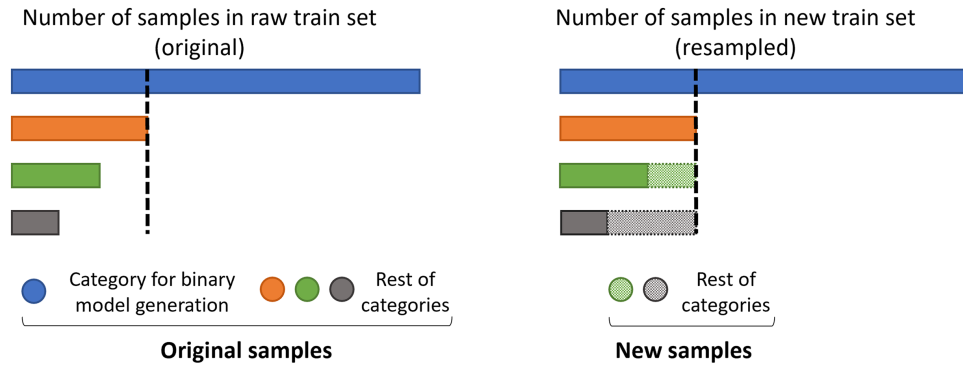 Number of samples in raw train set
(original)
Number of samples in new train set
(resampled)
Category for binary
model generation
Rest of
categories
Original samples
Rest of
categories
New samples